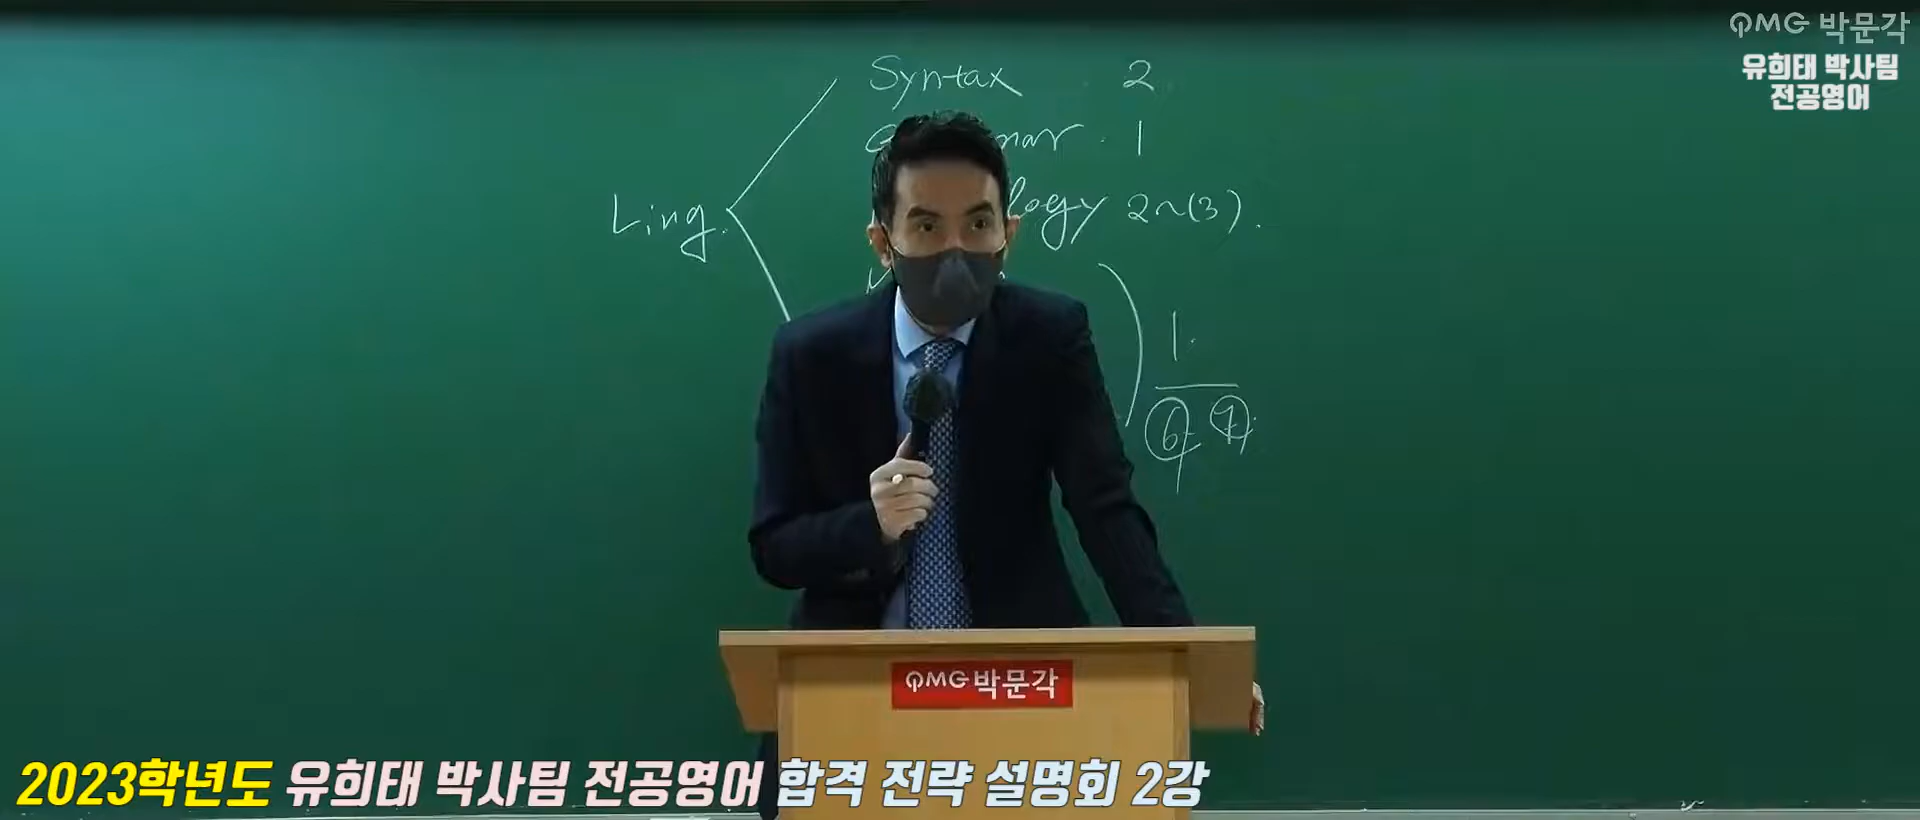 PMG 박문각
유희태 박사팀
전공영어
Syntax 2
1
Ling.
2~(3).
1.
6 7
PMG 박문각
2023학년도 유희태 박사팀 전공영어 합격 전략 설명회 2강